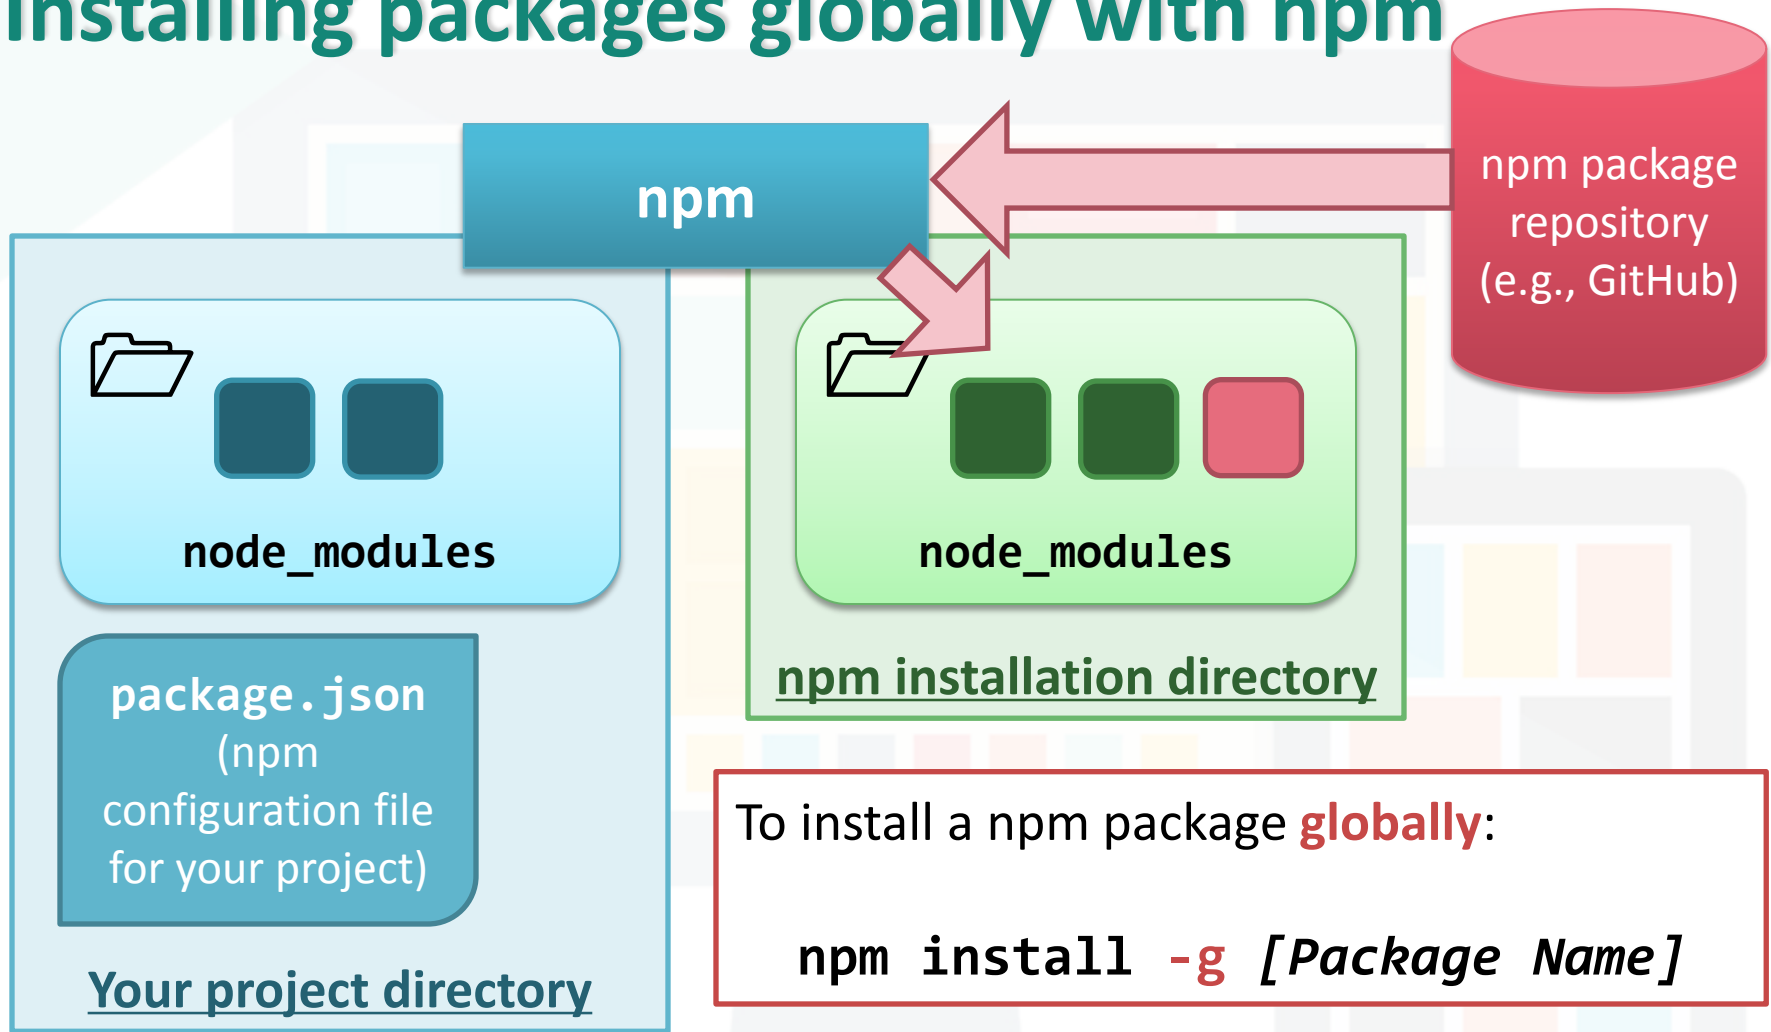 Installing packages globally with npm
npm
npm package
repository
(e.g., GitHub)
node_modules
node_modules
npm installation directory
package.json
(npm
configuration file
for your project)
Your project directory
To install a npm package globally:
npm install -g [Package Name]